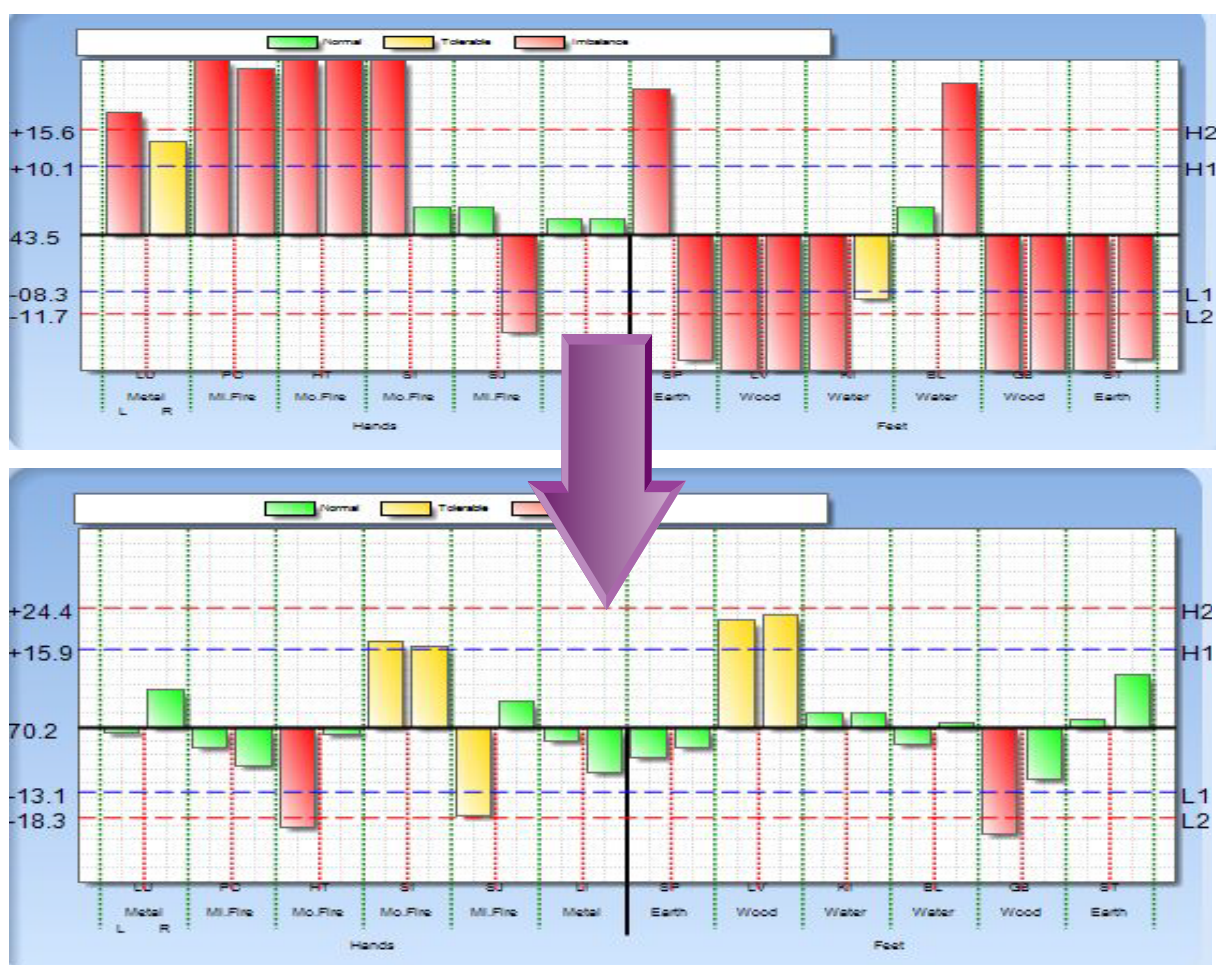 Normal Tolerable Imbalance
+15.6 H2
+10.1 H1
43.5
-08.3 L1
-11.7 L2
LU PC HT SI SJ SP LV KI BL GB ST
Metal Mi.Fire Mo.Fire Mo.Fire Mi.Fire Earth Wood Water Water Wood Earth
L R
Hands Feet
Normal Tolerable
+24.4 H2
+15.9 H1
70.2
-13.1 L1
-18.3 L2
LU PC HT SI SJ LI SP LV KI BL GB ST
Metal Mi.Fire Mo.Fire Mo.Fire Mi.Fire Metal Earth Wood Water Water Wood Earth
L R
Hands Feet